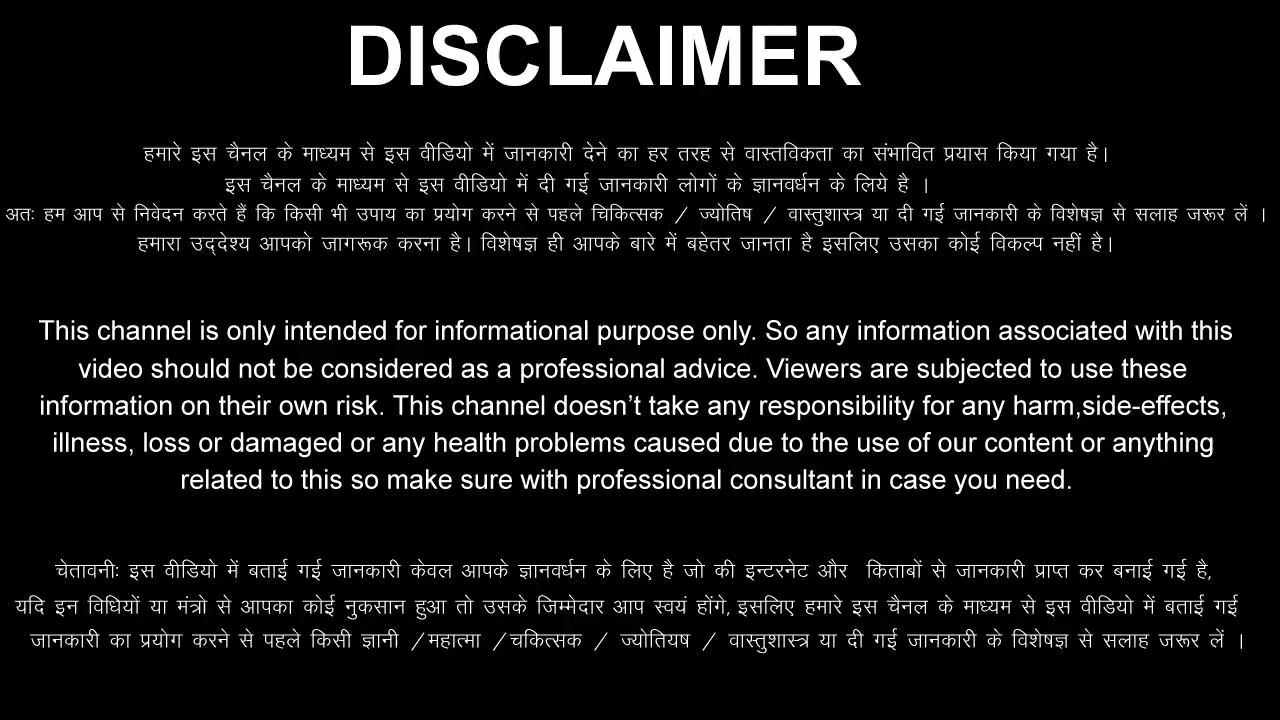 DISCLAIMER
हमारे इस चैनल के माध्यम से इस वीडियो में जानकारी देने का हर तरह से वास्तविकता का संभावित प्रयास किया गया है।
इस चैनल के माध्यम से इस वीडियो में दी गई जानकारी लोगों के ज्ञानवर्धन के लिये है ।
अतः हम आप से निवेदन करते हैं कि किसी भी उपाय का प्रयोग करने से पहले चिकित्सक / ज्योतिष / वास्तुशास्त्र या दी गई जानकारी के विशेषज्ञ से सलाह जरूर लें ।
हमारा उद्देश्य आपको जागरूक करना है। विशेषज्ञ ही आपके बारे में बहेतर जानता है इसलिए उसका कोई विकल्प नहीं है।
This channel is only intended for informational purpose only. So any information associated with this
video should not be considered as a professional advice. Viewers are subjected to use these
information on their own risk. This channel doesn’t take any responsibility for any harm,side-effects,
illness, loss or damaged or any health problems caused due to the use of our content or anything
related to this so make sure with professional consultant in case you need.
चेतावनीः इस वीडियो में बताई गई जानकारी केवल आपके ज्ञानवर्धन के लिए है जो की इन्टरनेट और किताबों से जानकारी प्राप्त कर बनाई गई है,
यदि इन विधियों या मंत्रो से आपका कोई नुकसान हुआ तो उसके जिम्मेदार आप स्वयं होंगे, इसलिए हमारे इस चैनल के माध्यम से इस वीडियो में बताई गई
जानकारी का प्रयोग करने से पहले किसी ज्ञानी /महात्मा /चकित्सक / ज्योतियष / वास्तुशास्त्र या दी गई जानकारी के विशेषज्ञ से सलाह जरूर लें ।